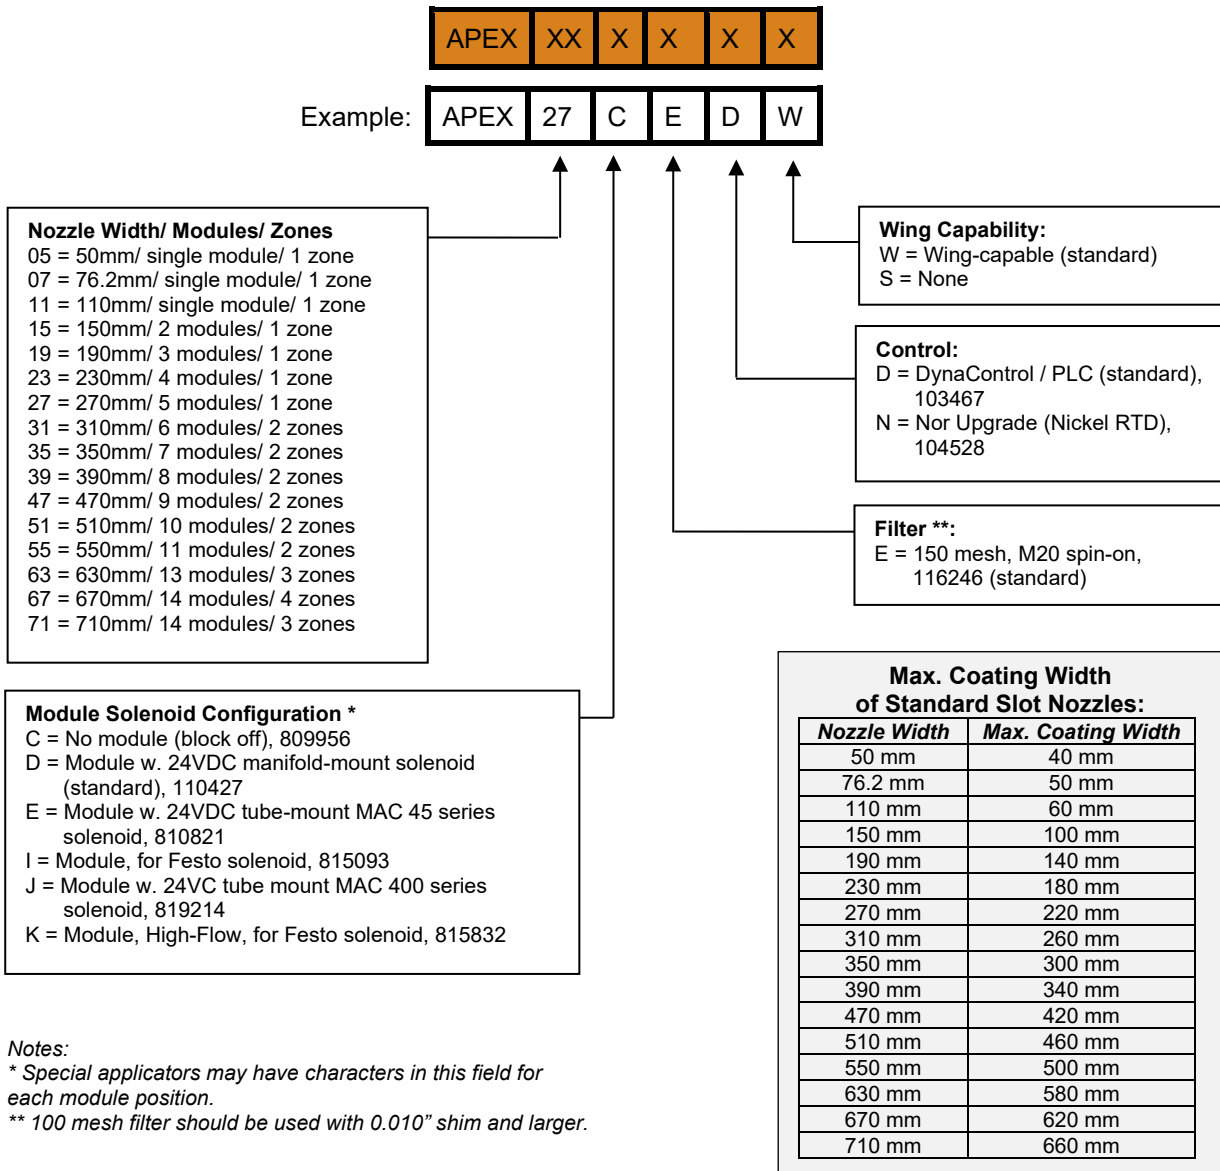 APEX XX X X X X
Example: APEX 27 C E D W
Nozzle Width/ Modules/ Zones
05 = 50mm/ single module/ 1 zone
07 = 76.2mm/ single module/ 1 zone
11 = 110mm/ single module/ 1 zone
15 = 150mm/ 2 modules/ 1 zone
19 = 190mm/ 3 modules/ 1 zone
23 = 230mm/ 4 modules/ 1 zone
27 = 270mm/ 5 modules/ 1 zone
31 = 310mm/ 6 modules/ 2 zones
35 = 350mm/ 7 modules/ 2 zones
39 = 390mm/ 8 modules/ 2 zones
47 = 470mm/ 9 modules/ 2 zones
51 = 510mm/ 10 modules/ 2 zones
55 = 550mm/ 11 modules/ 2 zones
63 = 630mm/ 13 modules/ 3 zones
67 = 670mm/ 14 modules/ 4 zones
71 = 710mm/ 14 modules/ 3 zones
Wing Capability:
W = Wing-capable (standard)
S = None
Control:
D = DynaControl / PLC (standard),
103467
N = Nor Upgrade (Nickel RTD),
104528
Filter **:
E = 150 mesh, M20 spin-on,
116246 (standard)
Module Solenoid Configuration *
C = No module (block off), 809956
D = Module w. 24VDC manifold-mount solenoid
(standard), 110427
E = Module w. 24VDC tube-mount MAC 45 series
solenoid, 810821
I = Module, for Festo solenoid, 815093
J = Module w. 24VC tube mount MAC 400 series
solenoid, 819214
K = Module, High-Flow, for Festo solenoid, 815832
Max. Coating Width
of Standard Slot Nozzles:
Nozzle Width Max. Coating Width
50 mm 40 mm
76.2 mm 50 mm
110 mm 60 mm
150 mm 100 mm
190 mm 140 mm
230 mm 180 mm
270 mm 220 mm
310 mm 260 mm
350 mm 300 mm
390 mm 340 mm
470 mm 420 mm
510 mm 460 mm
550 mm 500 mm
630 mm 580 mm
670 mm 620 mm
710 mm 660 mm
Notes:
* Special applicators may have characters in this field for
each module position.
** 100 mesh filter should be used with 0.010” shim and larger.